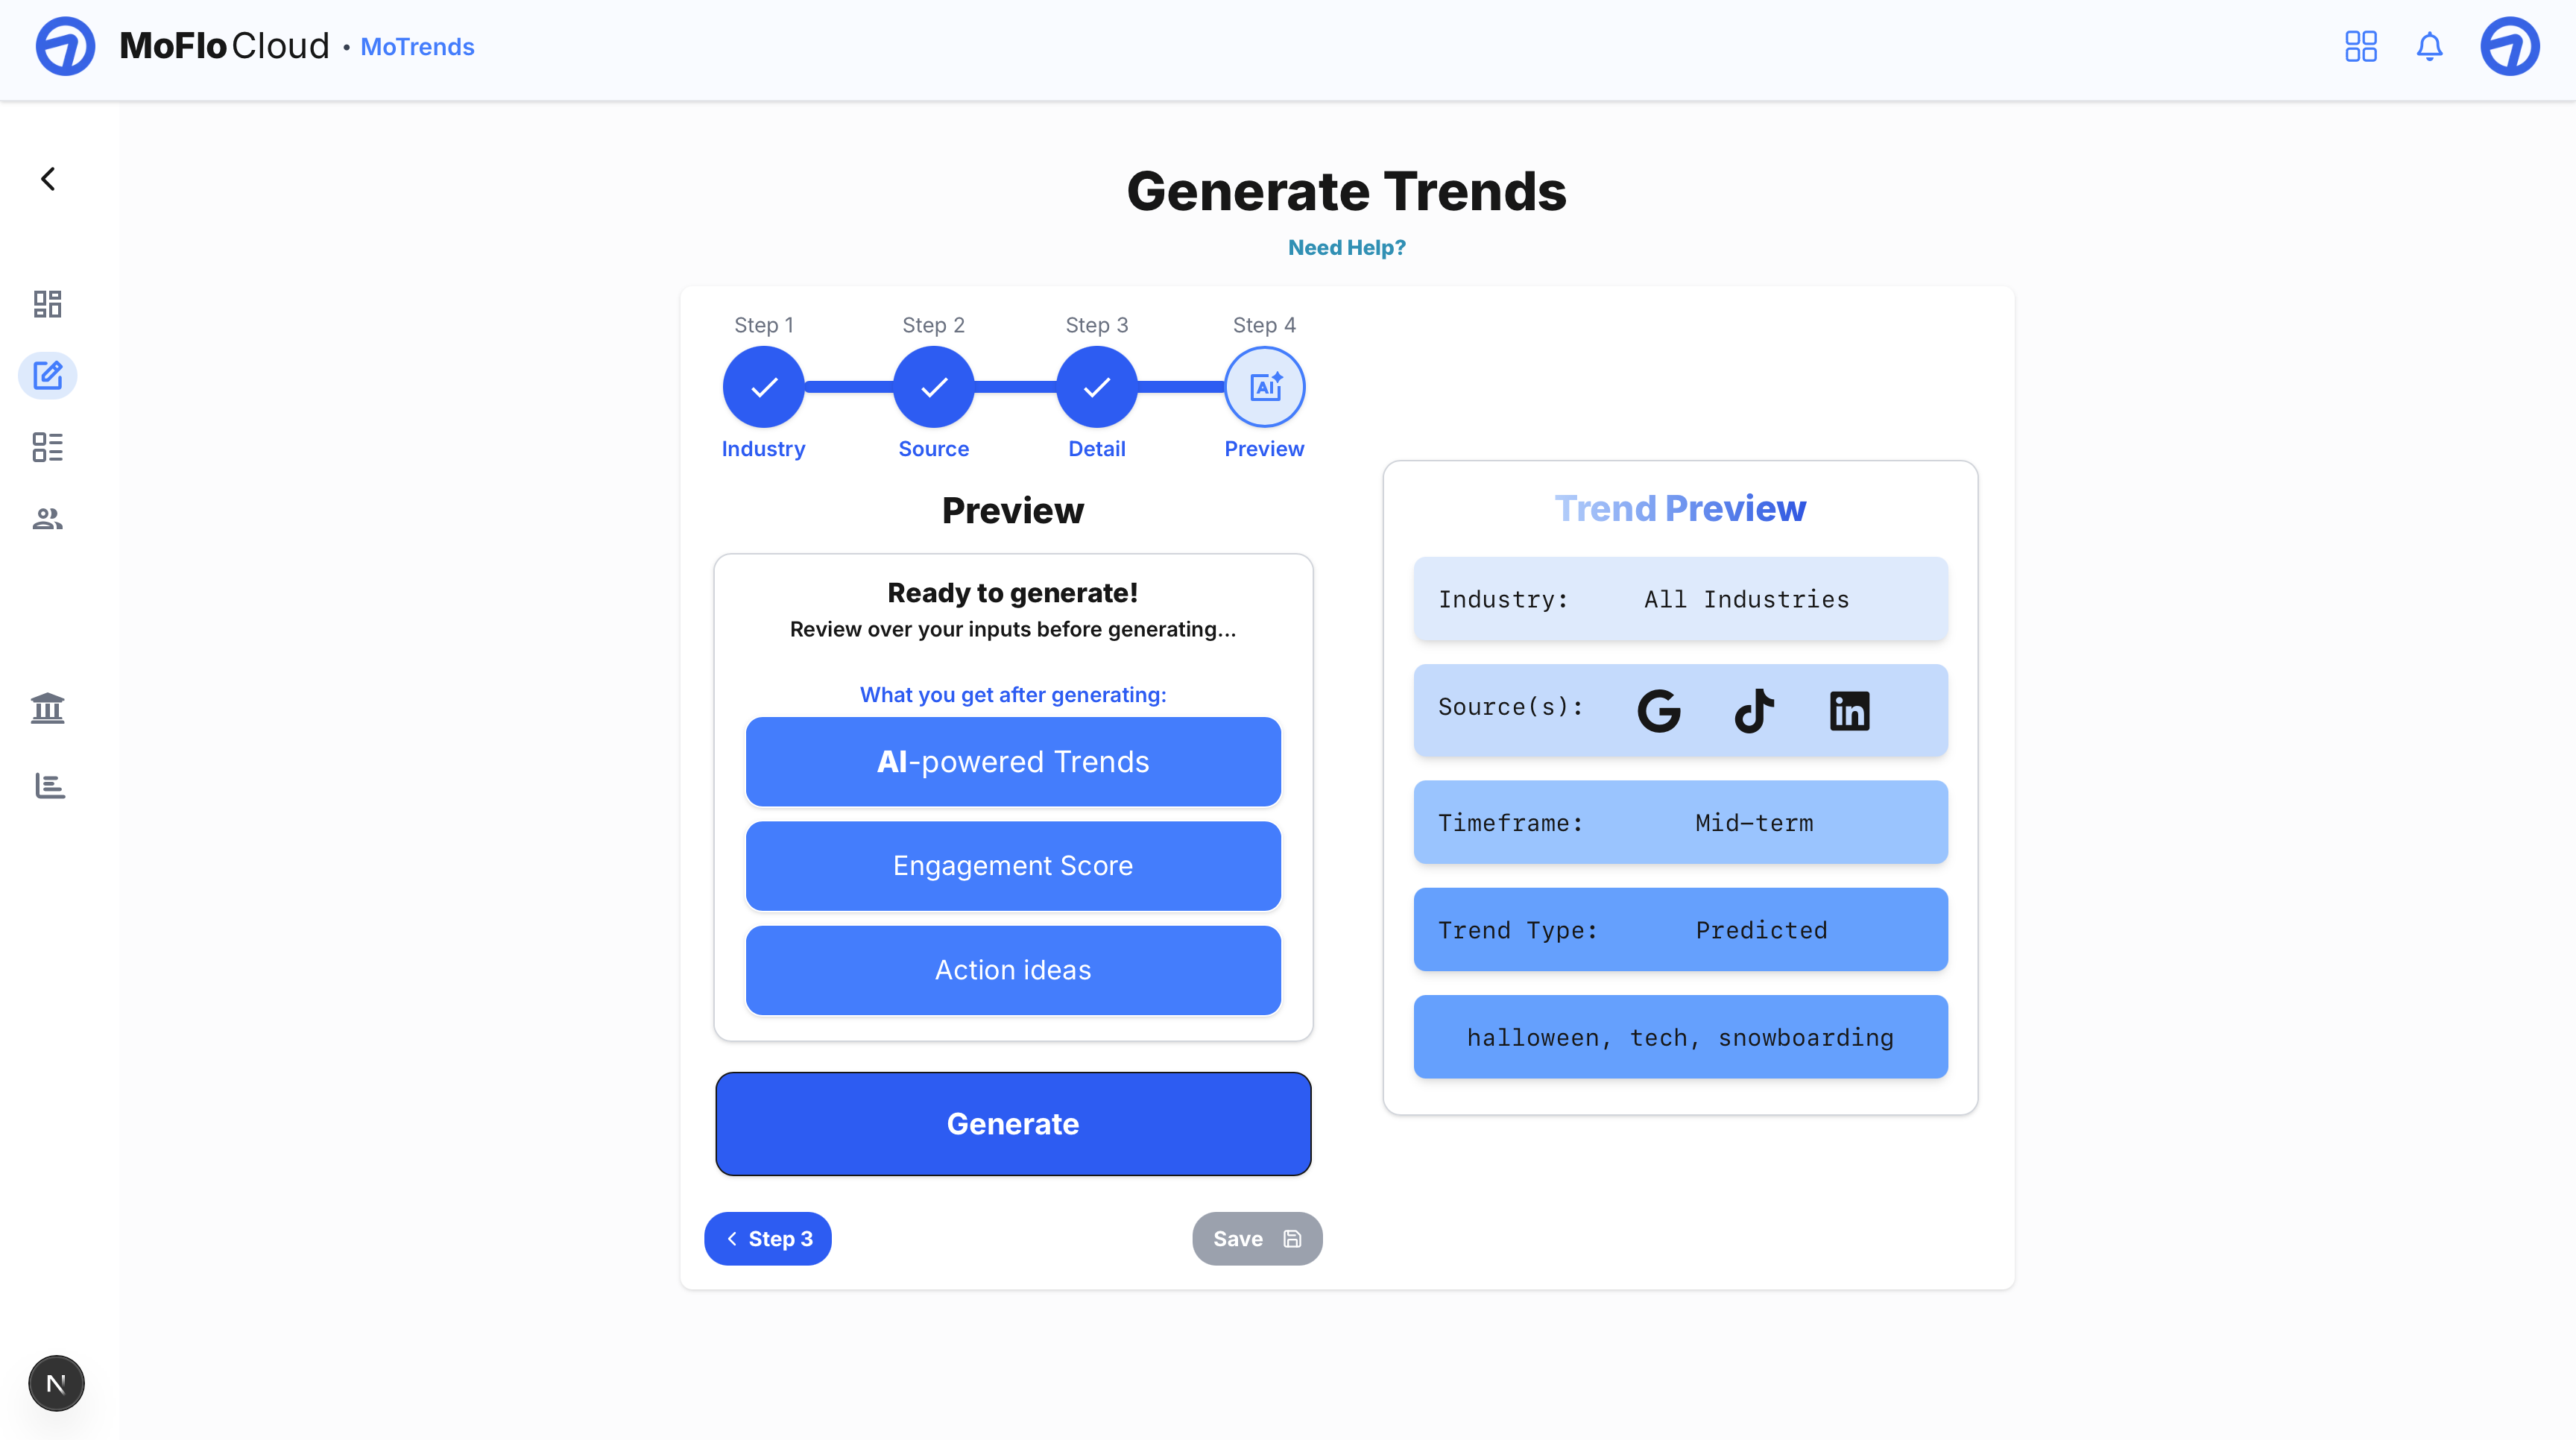 MoFlo Cloud • MoTrends
Generate Trends
Need Help?
Step 1
Step 2
Step 3
Step 4
AI
Industry
Source
Detail
Preview
Preview
Ready to generate!
Review over your inputs before generating...
What you get after generating:
AI-powered Trends
Engagement Score
Action ideas
Generate
Step 3
Save
Trend Preview
Industry: All Industries
Source(s): G in
Timeframe: Mid-term
Trend Type: Predicted
halloween, tech, snowboarding
N